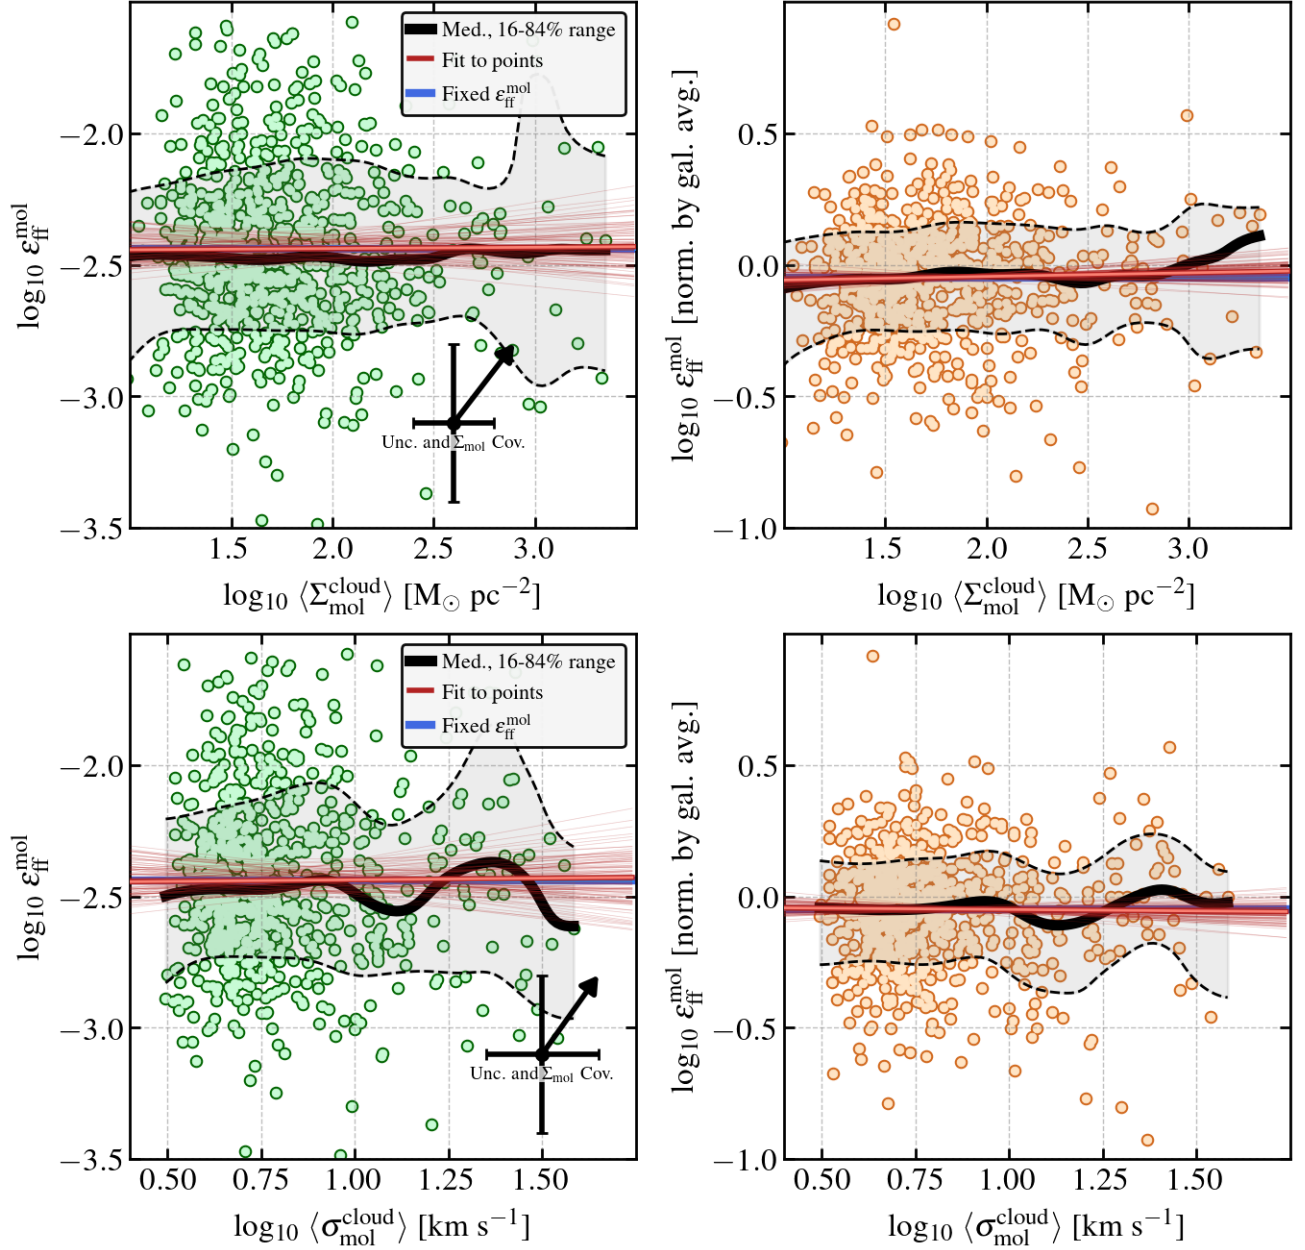 Med., 16-84% range
Fit to points
Fixed ε_ff^mol
−2.0
−2.5
−3.0
−3.5
log₁₀ ε_ff^mol
Unc. and Σ_mol Cov.
1.5 2.0 2.5 3.0
log₁₀ ⟨Σ_mol^cloud⟩ [M_⊙ pc⁻²]
0.5
0.0
−0.5
−1.0
log₁₀ ε_ff^mol [norm. by gal. avg.]
1.5 2.0 2.5 3.0
log₁₀ ⟨Σ_mol^cloud⟩ [M_⊙ pc⁻²]
Med., 16-84% range
Fit to points
Fixed ε_ff^mol
−2.0
−2.5
−3.0
−3.5
log₁₀ ε_ff^mol
Unc. and Σ_mol Cov.
0.50 0.75 1.00 1.25 1.50
log₁₀ ⟨σ_mol^cloud⟩ [km s⁻¹]
0.5
0.0
−0.5
−1.0
log₁₀ ε_ff^mol [norm. by gal. avg.]
0.50 0.75 1.00 1.25 1.50
log₁₀ ⟨σ_mol^cloud⟩ [km s⁻¹]